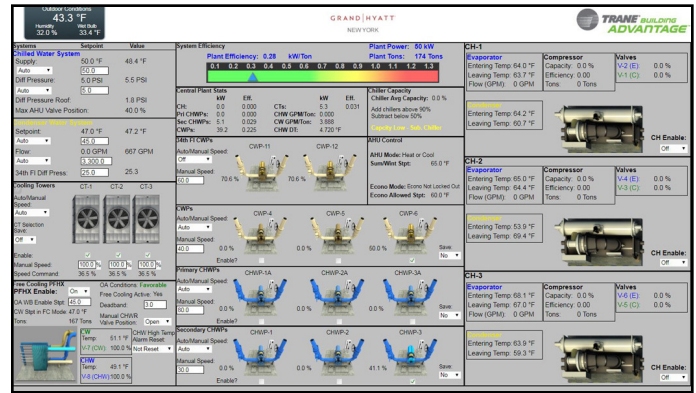 Outdoor Conditions
43.3 °F
Humidity Wet Bulb
32.0 % 33.4 °F
GRAND HYATT
NEW YORK
TRANE BUILDING
ADVANTAGE
Systems Setpoint Value
Chilled Water System
Supply: 50.0 °F 48.4 °F
Auto 50.0
Diff Pressure: 5.0 PSI 5.5 PSI
Auto 5.0
Diff Pressure Roof: 1.8 PSI
Max AHU Valve Position: 40.0 %
Setpoint: 47.0 °F 47.2 °F
Auto 45.0
Flow: 0.0 GPM 667 GPM
Auto 3,300.0
34th Fl Diff Press: 25.0 25.3
Cooling Towers CT-1 CT-2 CT-3
Auto/Manual
Speed:
Auto
CT Selection
Save:
Off
Enable:
Manual Speed: 100.0 % 100.0 % 100.0 %
Speed Command: 36.5 % 36.5 % 36.5 %
Free Cooling PFHX OA Conditions: Favorable
PFHX Enable: On Free Cooling Active: Yes
OA WB Enable Stpt: 45.0 Deadband: 3.0
CW Stpt in FC Mode: 47.0 °F
Manual CHWR
Valve Position: Open
Tons: 167 Tons
CW
Temp: 51.1 °F
CHW High Temp
Alarm Reset
V-7 (CW): 100.0 % Not Reset
CHW
Temp: 49.1 °F
V-8 (CHW): 100.0 %
System Efficiency Plant Power: 50 kW
Plant Efficiency: 0.28 kW/Ton Plant Tons: 174 Tons
0.1 0.2 0.3 0.4 0.5 0.6 0.7 0.8 0.9 1.0 1.1 1.2 1.3
Central Plant Stats
kW Eff. kW Eff.
CH: 0.0 0.000 CTs: 5.3 0.031
Pri CHWPs: 0.0 0.000 CHW GPM/Ton: 0.000
Sec CHWPs: 5.1 0.029 CW GPM/Ton: 3.888
CWPs: 39.2 0.225 CHW DT: 4.720 °F
Chiller Capacity
Chiller Avg Capacity: 0.0 %
Add chillers above 90%
Subtract below 50%
Capacity Low - Sub. Chiller
34th Fl CWPs CWP-11 CWP-12
Auto/Manual Speed:
Off
Manual Speed:
60.0 70.6 % 70.6 %
AHU Control
AHU Mode: Heat or Cool
Sum/Wint Stpt: 65.0 °F
Econo Mode: Econo Not Locked Out
Econo Allowed Stpt: 60.0 °F
CWPs CWP-4 CWP-5 CWP-6
Auto/Manual Speed:
Auto
Manual Speed:
40.0 0.0 % 0.0 % 50.0 % Save:
No
Enable?
Primary CHWPs CHWP-1A CHWP-2A CHWP-3A
Auto/Manual Speed:
Auto
Manual Speed:
60.0 0.0 % 0.0 % 0.0 % Save:
No
Enable?
Secondary CHWPs CHWP-1 CHWP-2 CHWP-3
Auto/Manual Speed:
Auto
Manual Speed:
30.0 0.0 % 0.0 % 41.1 % Save:
No
Enable?
CH-1
Evaporator Compressor Valves
Entering Temp: 64.0 °F Capacity: 0.0 % V-2 (E): 0.0 %
Leaving Temp: 63.7 °F Efficiency: 0.00 V-1 (C): 0.0 %
Flow (GPM): 0 GPM Tons: 0 Tons
Entering Temp: 64.2 °F
Leaving Temp: 60.7 °F
CH Enable:
Off
CH-2
Evaporator Compressor Valves
Entering Temp: 65.0 °F Capacity: 0.0 % V-4 (E): 0.0 %
Leaving Temp: 64.4 °F Efficiency: 0.00 V-3 (C): 0.0 %
Flow (GPM): 0 GPM Tons: 0 Tons
Entering Temp: 53.9 °F
Leaving Temp: 69.4 °F
CH Enable:
Off
CH-3
Evaporator Compressor Valves
Entering Temp: 68.1 °F Capacity: 0.0 % V-6 (E): 0.0 %
Leaving Temp: 67.0 °F Efficiency: 0.00 V-5 (C): 0.0 %
Flow (GPM): 0 GPM Tons: 0 Tons
Entering Temp: 63.9 °F
Leaving Temp: 59.3 °F
CH Enable:
Off